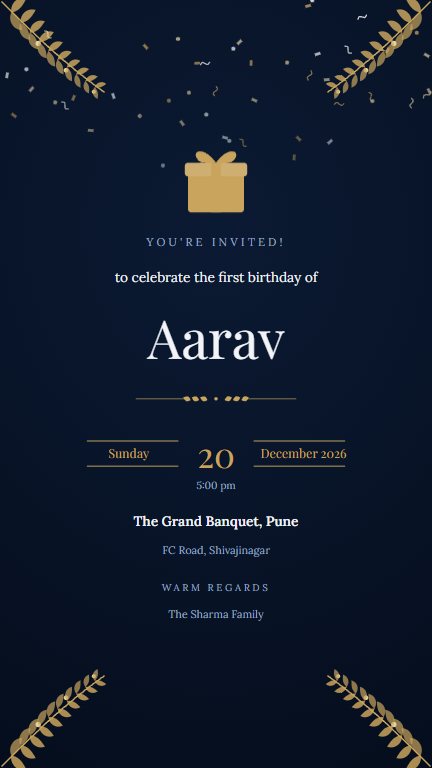 YOU'RE INVITED!
to celebrate the first birthday of
Aarav
Sunday 20 December 2026
5:00 pm
The Grand Banquet, Pune
FC Road, Shivajinagar
WARM REGARDS
The Sharma Family